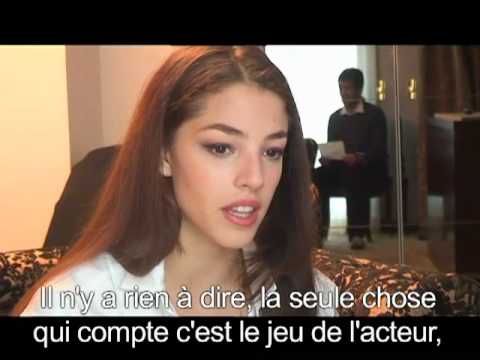 Il n'y a rien à dire, la seule chose
qui compte c'est le jeu de l'acteur,